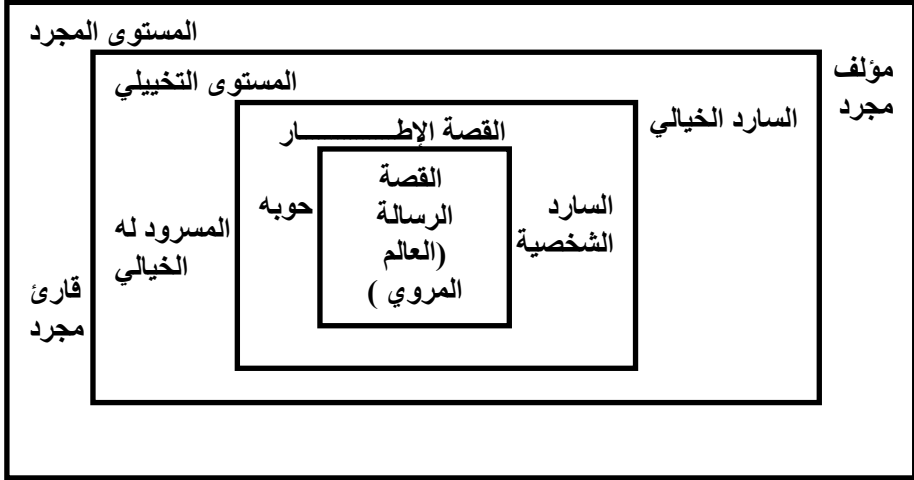 المستوى المجرد
مؤلف
مجرد
المستوى التخييلي
السارد الخيالي
القصة الإطــــــــــــار
السارد
الشخصية
القصة
الرسالة
(العالم
المروي )
حوبه
المسرود له
الخيالي
قارئ
مجرد